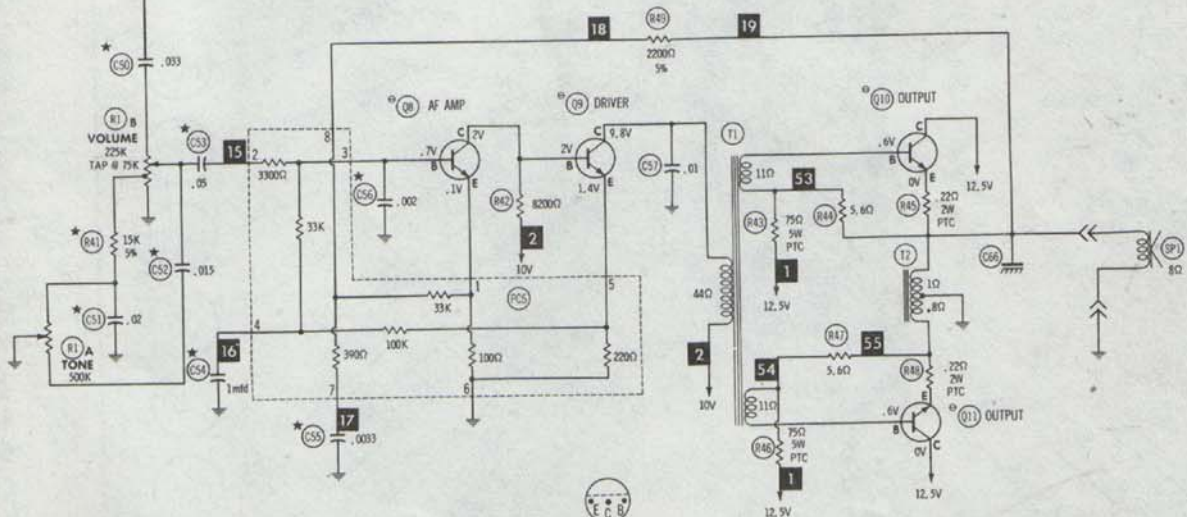 18
R49
19
2200Ω
5%
★ C50
.033
R1 B
VOLUME
225K
TAP @ 75K
★ C53
15
.05
8
2
3300Ω
3
⊖ Q8 AF AMP
C 2V
.7V
B
E
.1V
⊖ Q9 DRIVER
C 9.8V
2V
B
E
1.4V
C57
.01
T1
⊖ Q10 OUTPUT
C
.6V
B
E
0V
12.5V
★ C56
.002
R42
8200Ω
2
10V
11Ω
53
R43
75Ω
5W
PTC
1
12.5V
R44
5.6Ω
R45
.22Ω
2W
PTC
★ R41
15K
5%
★ C52
.015
33K
1
33K
PC5
5
T2
1Ω
.8Ω
C66
SP1
8Ω
★ C51
.02
R1 A
TONE
500K
4
16
★ C54
1mfd
100K
390Ω
100Ω
220Ω
7
6
17
★ C55
.0033
44Ω
2
10V
R47
55
5.6Ω
54
11Ω
R48
.22Ω
2W
PTC
E
.6V
B
C
0V
⊖ Q11 OUTPUT
R46
75Ω
5W
PTC
1
12.5V
12.5V
E C B